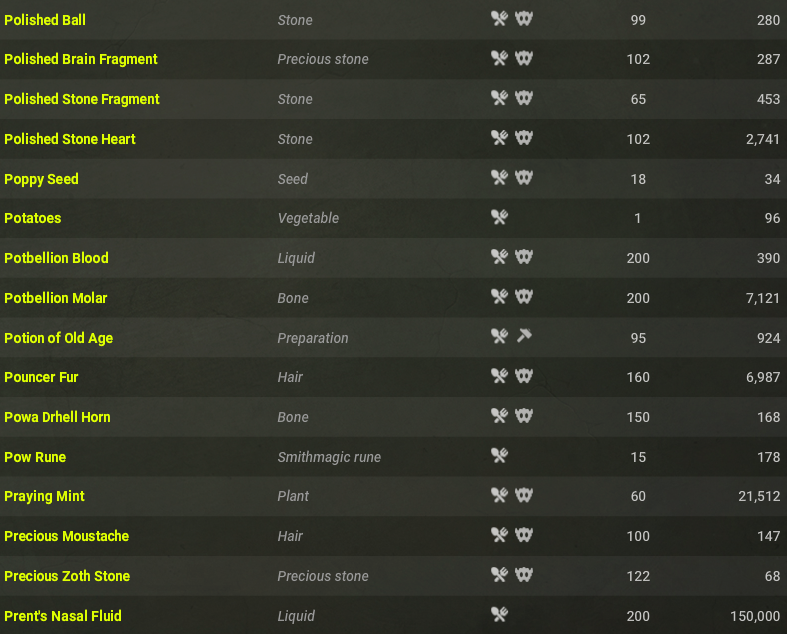 Polished Ball Stone 99 280
Polished Brain Fragment Precious stone 102 287
Polished Stone Fragment Stone 65 453
Polished Stone Heart Stone 102 2,741
Poppy Seed Seed 18 34
Potatoes Vegetable 1 96
Potbellion Blood Liquid 200 390
Potbellion Molar Bone 200 7,121
Potion of Old Age Preparation 95 924
Pouncer Fur Hair 160 6,987
Powa Drhell Horn Bone 150 168
Pow Rune Smithmagic rune 15 178
Praying Mint Plant 60 21,512
Precious Moustache Hair 100 147
Precious Zoth Stone Precious stone 122 68
Prent's Nasal Fluid Liquid 200 150,000